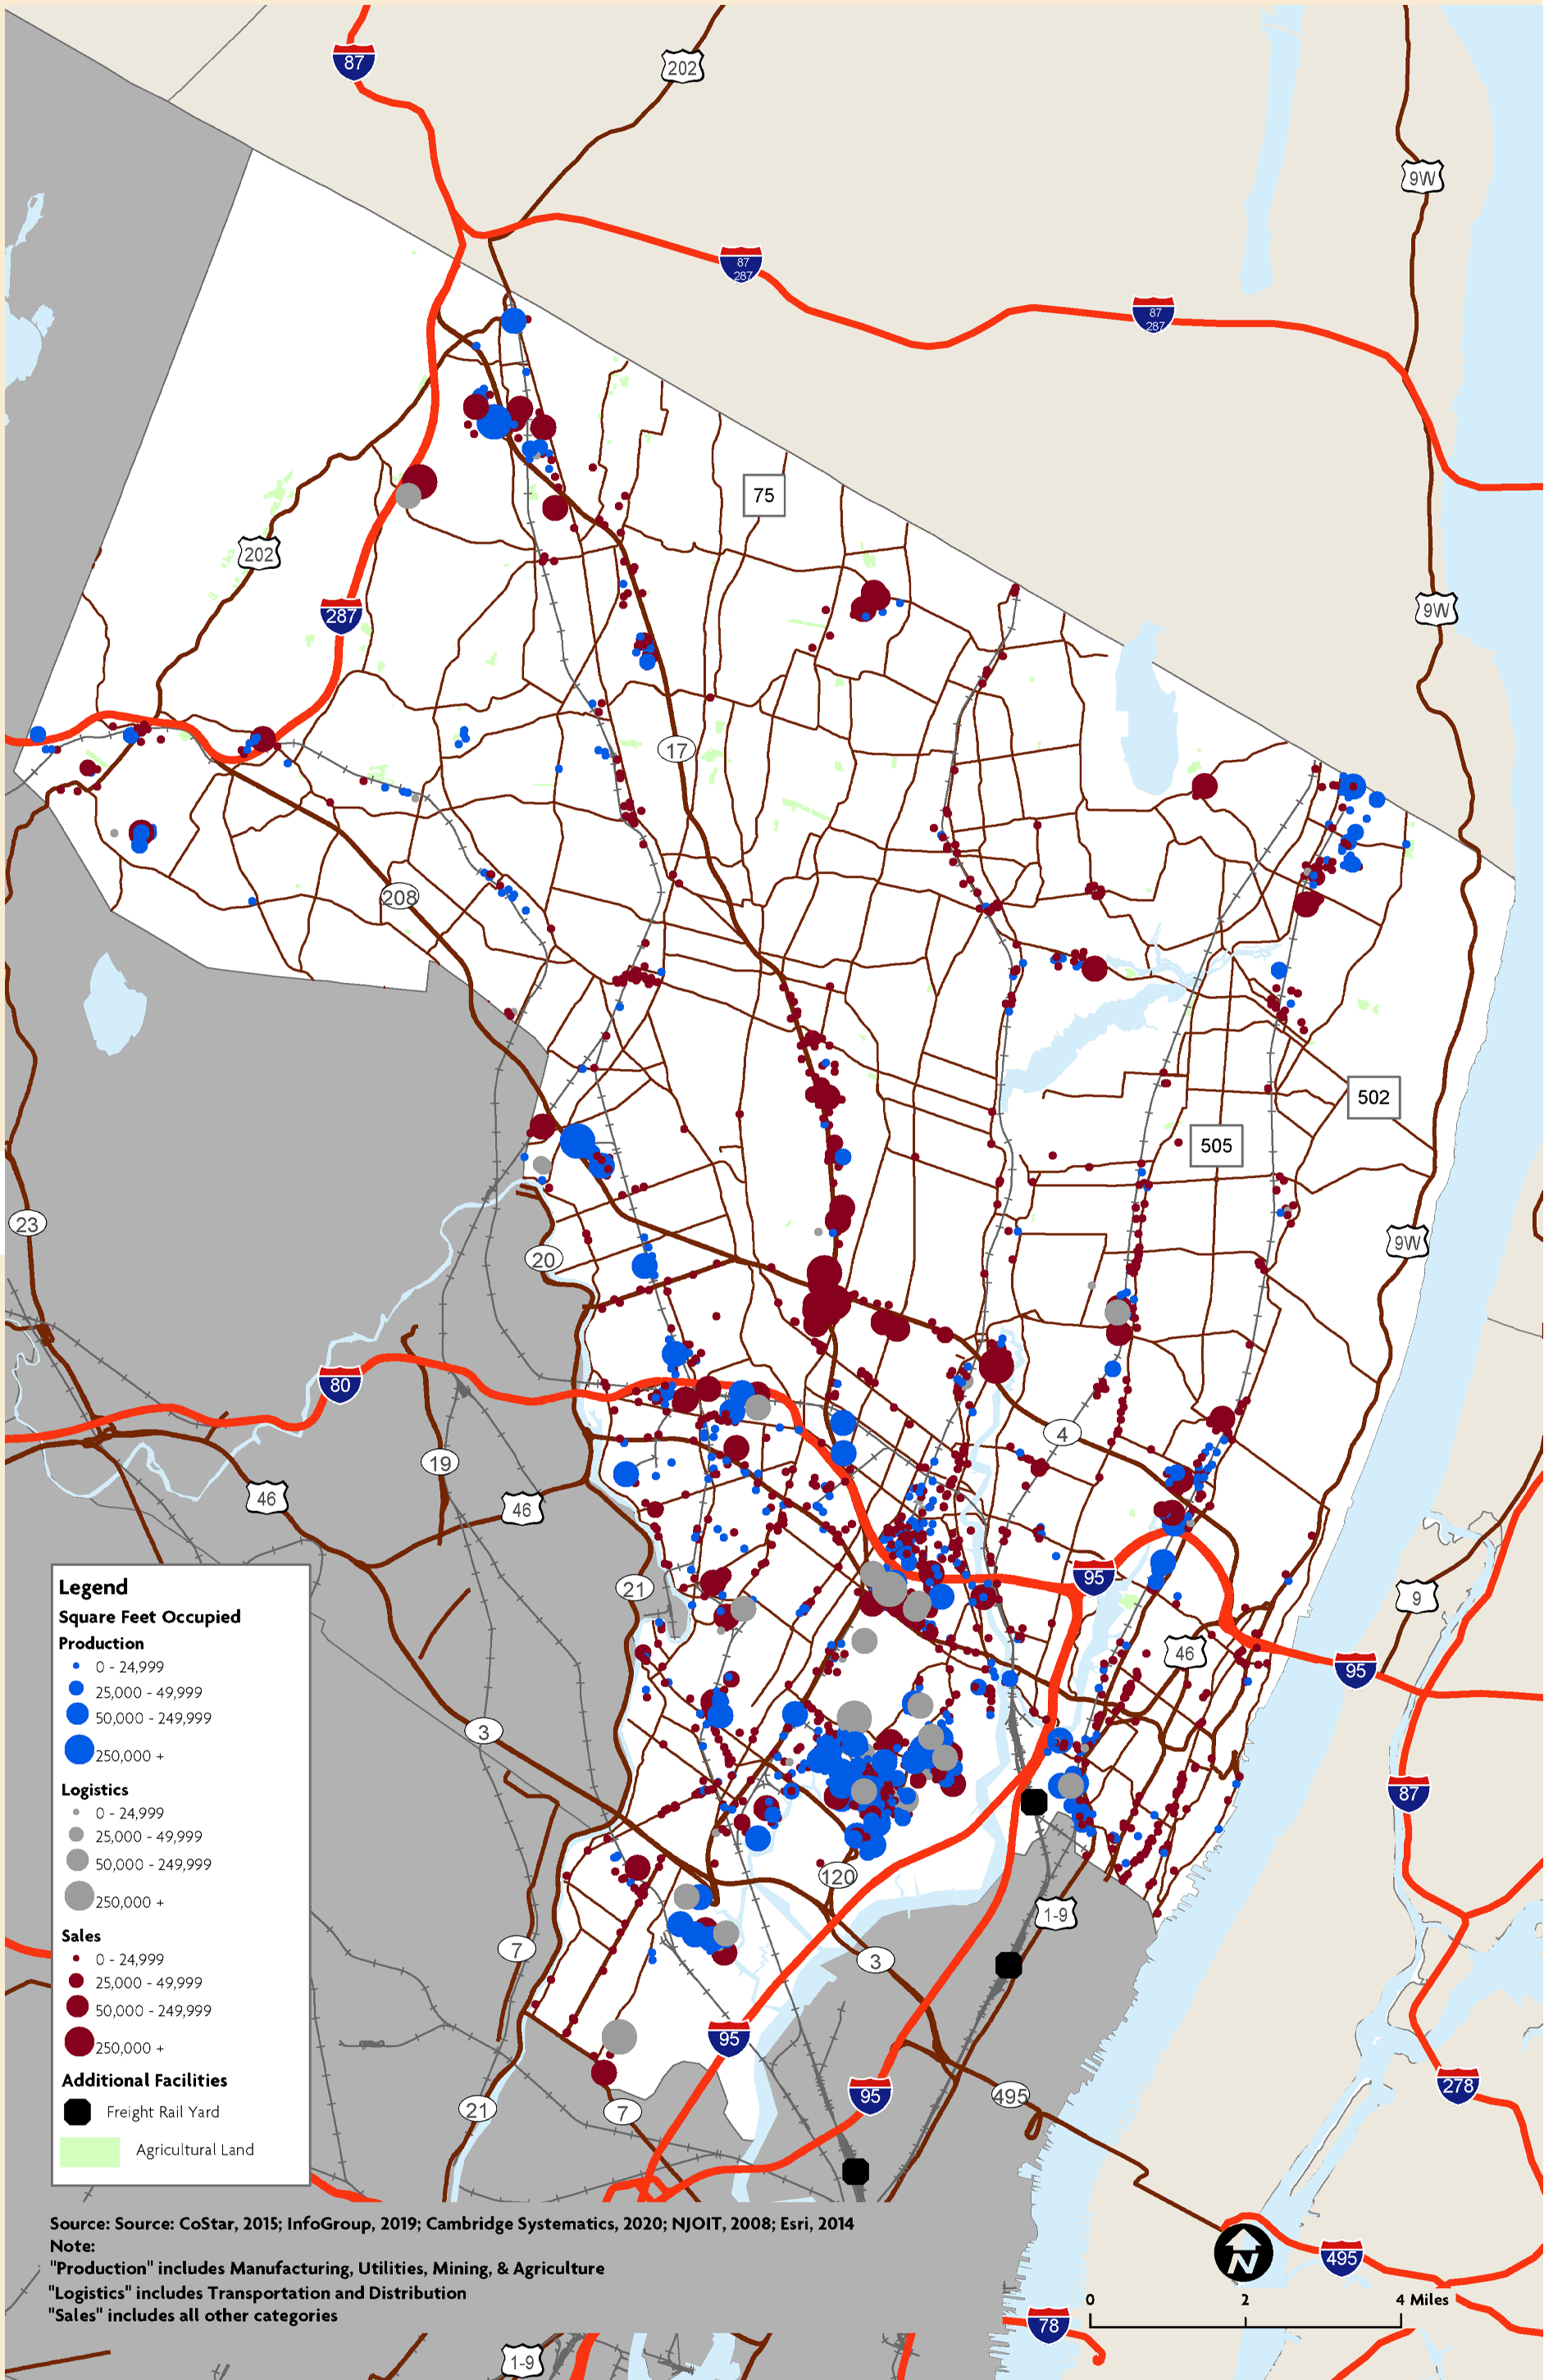 87
202
9W
87
287
87
287
75
202
287
9W
17
208
502
505
23
20
9W
80
4
19
46
46
95
21
9
46
95
3
87
120
1-9
7
3
95
95
495
278
21
7
Legend
Square Feet Occupied
Production
0 - 24,999
25,000 - 49,999
50,000 - 249,999
250,000 +
Logistics
0 - 24,999
25,000 - 49,999
50,000 - 249,999
250,000 +
Sales
0 - 24,999
25,000 - 49,999
50,000 - 249,999
250,000 +
Additional Facilities
Freight Rail Yard
Agricultural Land
Source: Source: CoStar, 2015; InfoGroup, 2019; Cambridge Systematics, 2020; NJOIT, 2008; Esri, 2014
Note:
"Production" includes Manufacturing, Utilities, Mining, & Agriculture
"Logistics" includes Transportation and Distribution
"Sales" includes all other categories
N
495
0 2 4 Miles
78
1-9